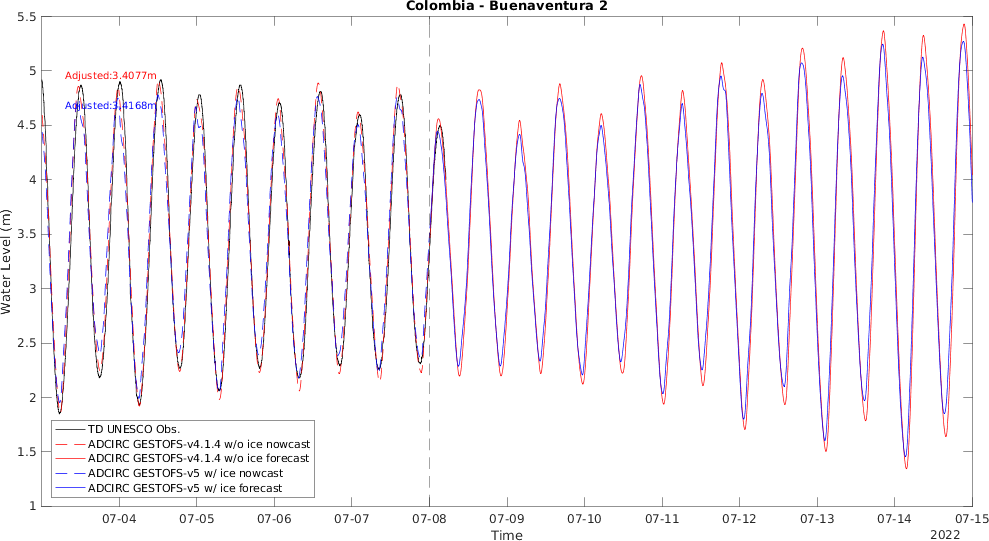 Colombia - Buenaventura 2
5.5
5
4.5
4
3.5
3
2.5
2
1.5
1
Water Level (m)
Adjusted:3.4077m
Adjusted:3.4168m
TD UNESCO Obs.
ADCIRC GESTOFS-v4.1.4 w/o ice nowcast
ADCIRC GESTOFS-v4.1.4 w/o ice forecast
ADCIRC GESTOFS-v5 w/ ice nowcast
ADCIRC GESTOFS-v5 w/ ice forecast
07-04 07-05 07-06 07-07 07-08 07-09 07-10 07-11 07-12 07-13 07-14 07-15
Time
2022